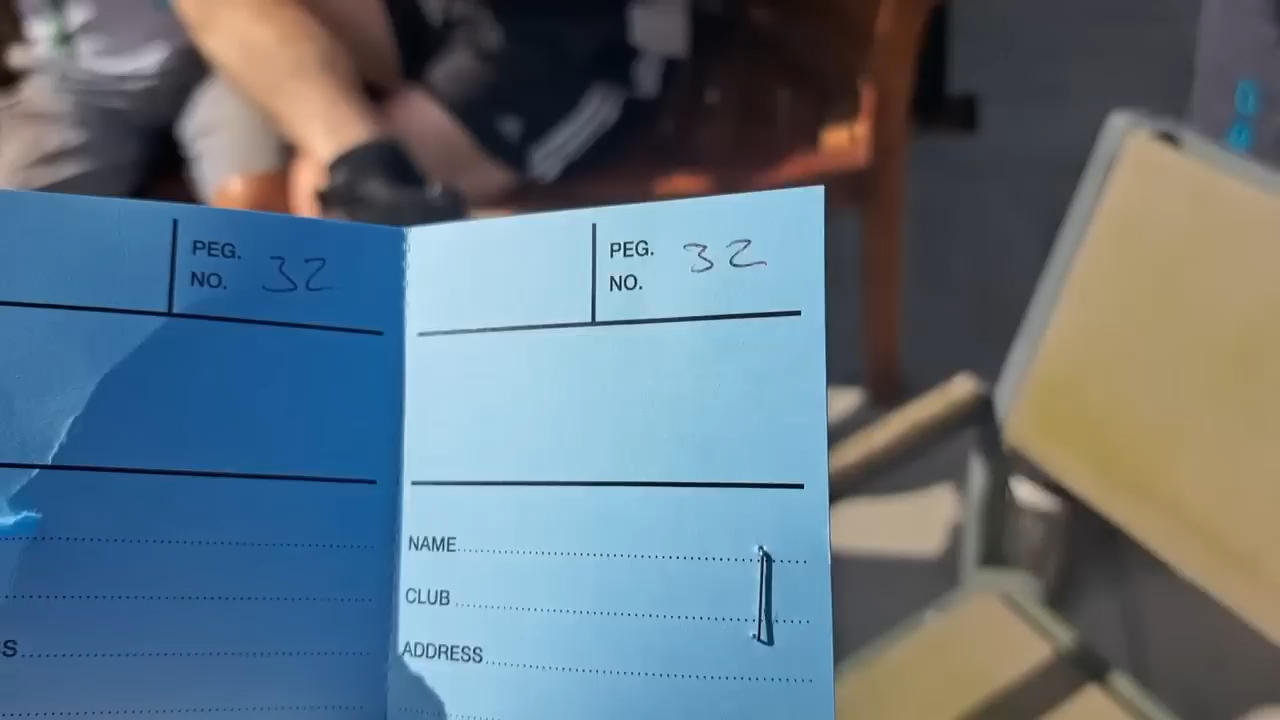 PEG.
NO. 32
PEG.
NO. 32
NAME
CLUB
ADDRESS
S